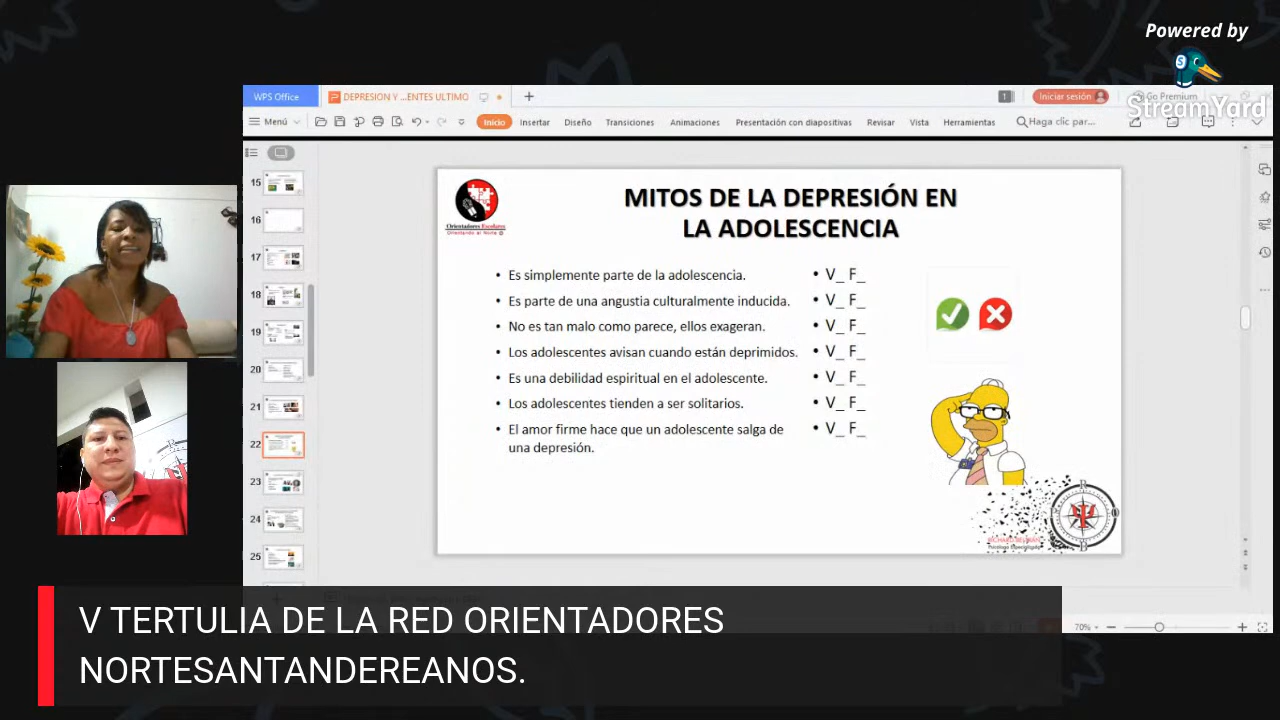 Powered by
StreamYard
WPS Office
DEPRESION Y ...ENTES ULTIMO
1
Iniciar sesión
Go Premium
Menú
Inicio
Insertar
Diseño
Transiciones
Animaciones
Presentación con diapositivas
Revisar
Vista
Herramientas
Haga clic par...
15
16
17
18
19
20
21
22
23
24
25
Orientadores Escolares
Orientando al Norte
MITOS DE LA DEPRESIÓN EN
LA ADOLESCENCIA
• Es simplemente parte de la adolescencia.
• V_ F_
• Es parte de una angustia culturalmente inducida.
• V_ F_
• No es tan malo como parece, ellos exageran.
• V_ F_
• Los adolescentes avisan cuando están deprimidos.
• V_ F_
• Es una debilidad espiritual en el adolescente.
• V_ F_
• Los adolescentes tienden a ser solitarios.
• V_ F_
• El amor firme hace que un adolescente salga de
una depresión.
• V_ F_
70%
V TERTULIA DE LA RED ORIENTADORES
NORTESANTANDEREANOS.